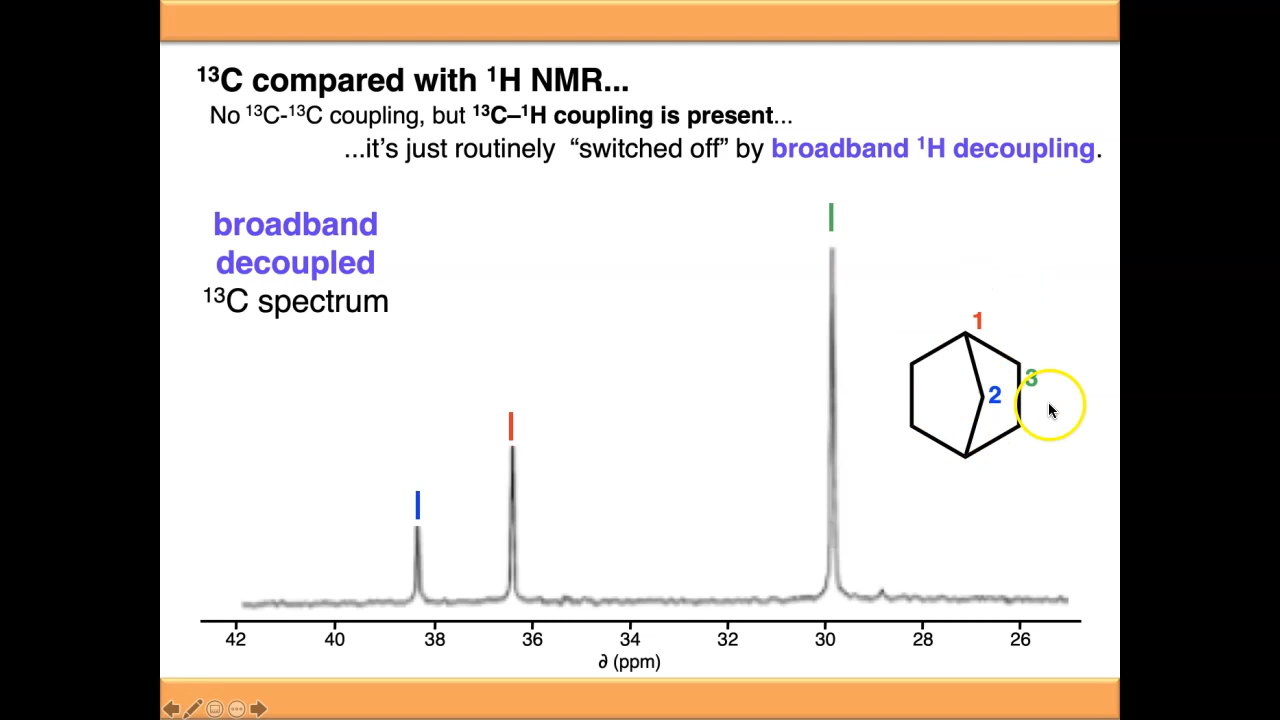 ¹³C compared with ¹H NMR...
No ¹³C-¹³C coupling, but ¹³C–¹H coupling is present...
...it's just routinely “switched off” by broadband ¹H decoupling.
broadband
decoupled
¹³C spectrum
1
3
2
42 40 38 36 34 32 30 28 26
∂ (ppm)